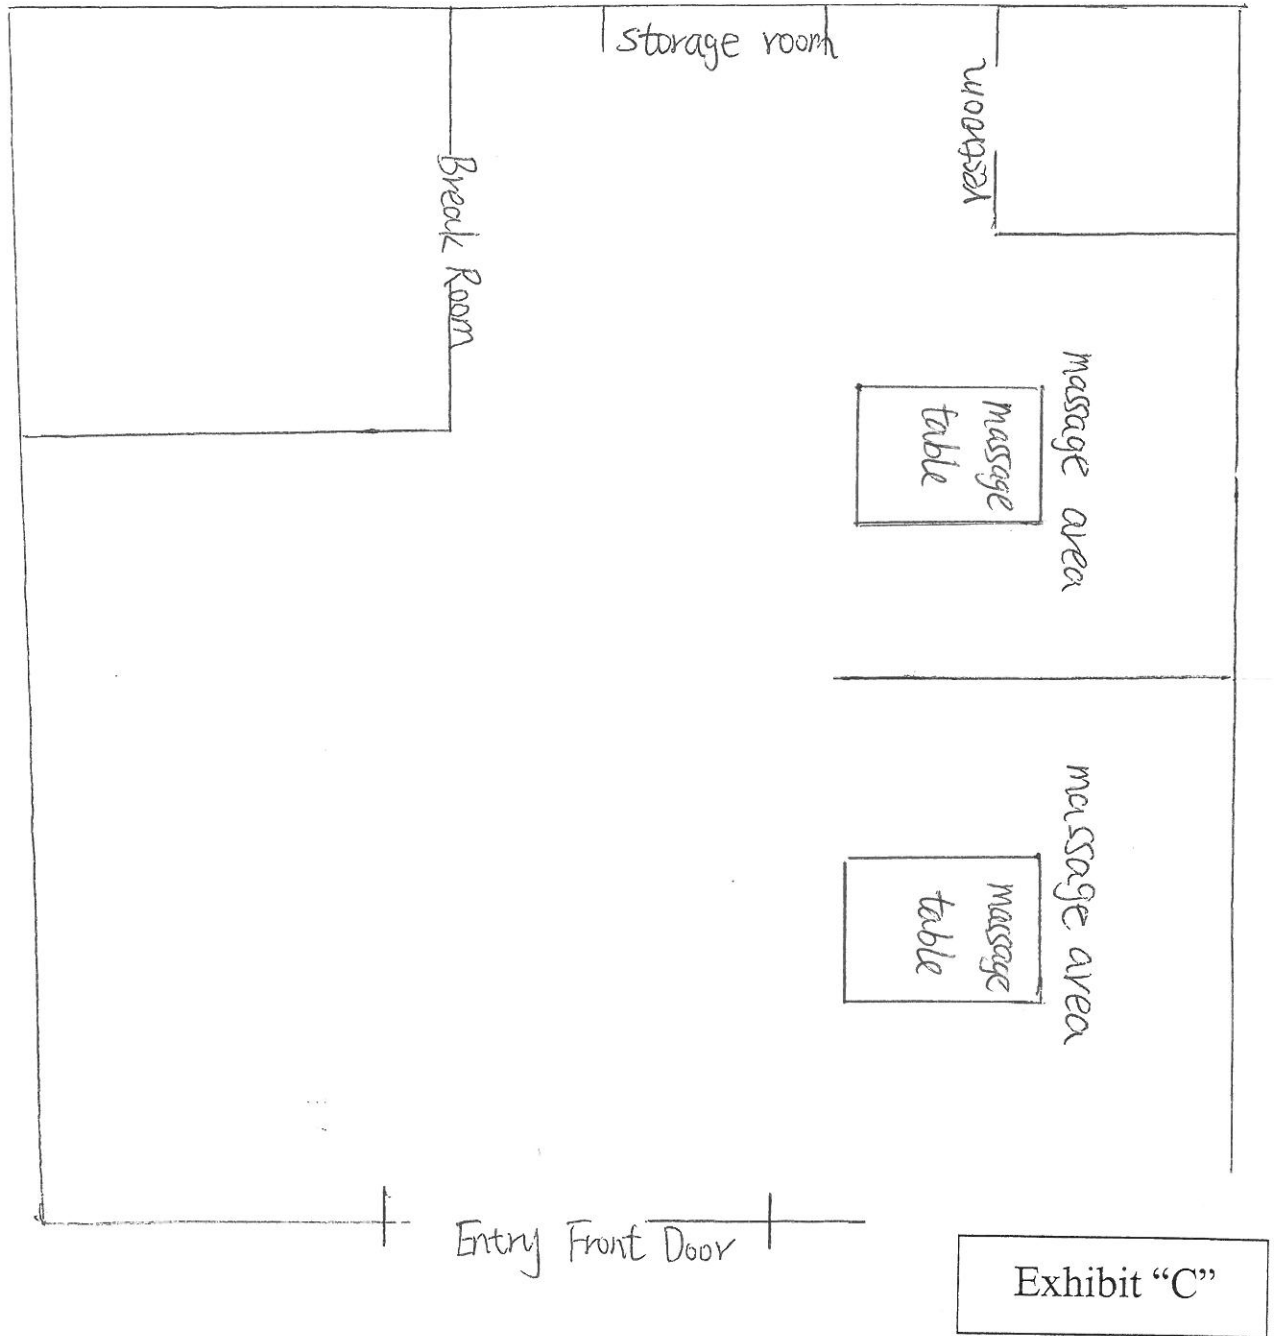 storage room
restroom
Break Room
massage area
massage
table
massage area
massage
table
Entry Front Door
Exhibit “C”